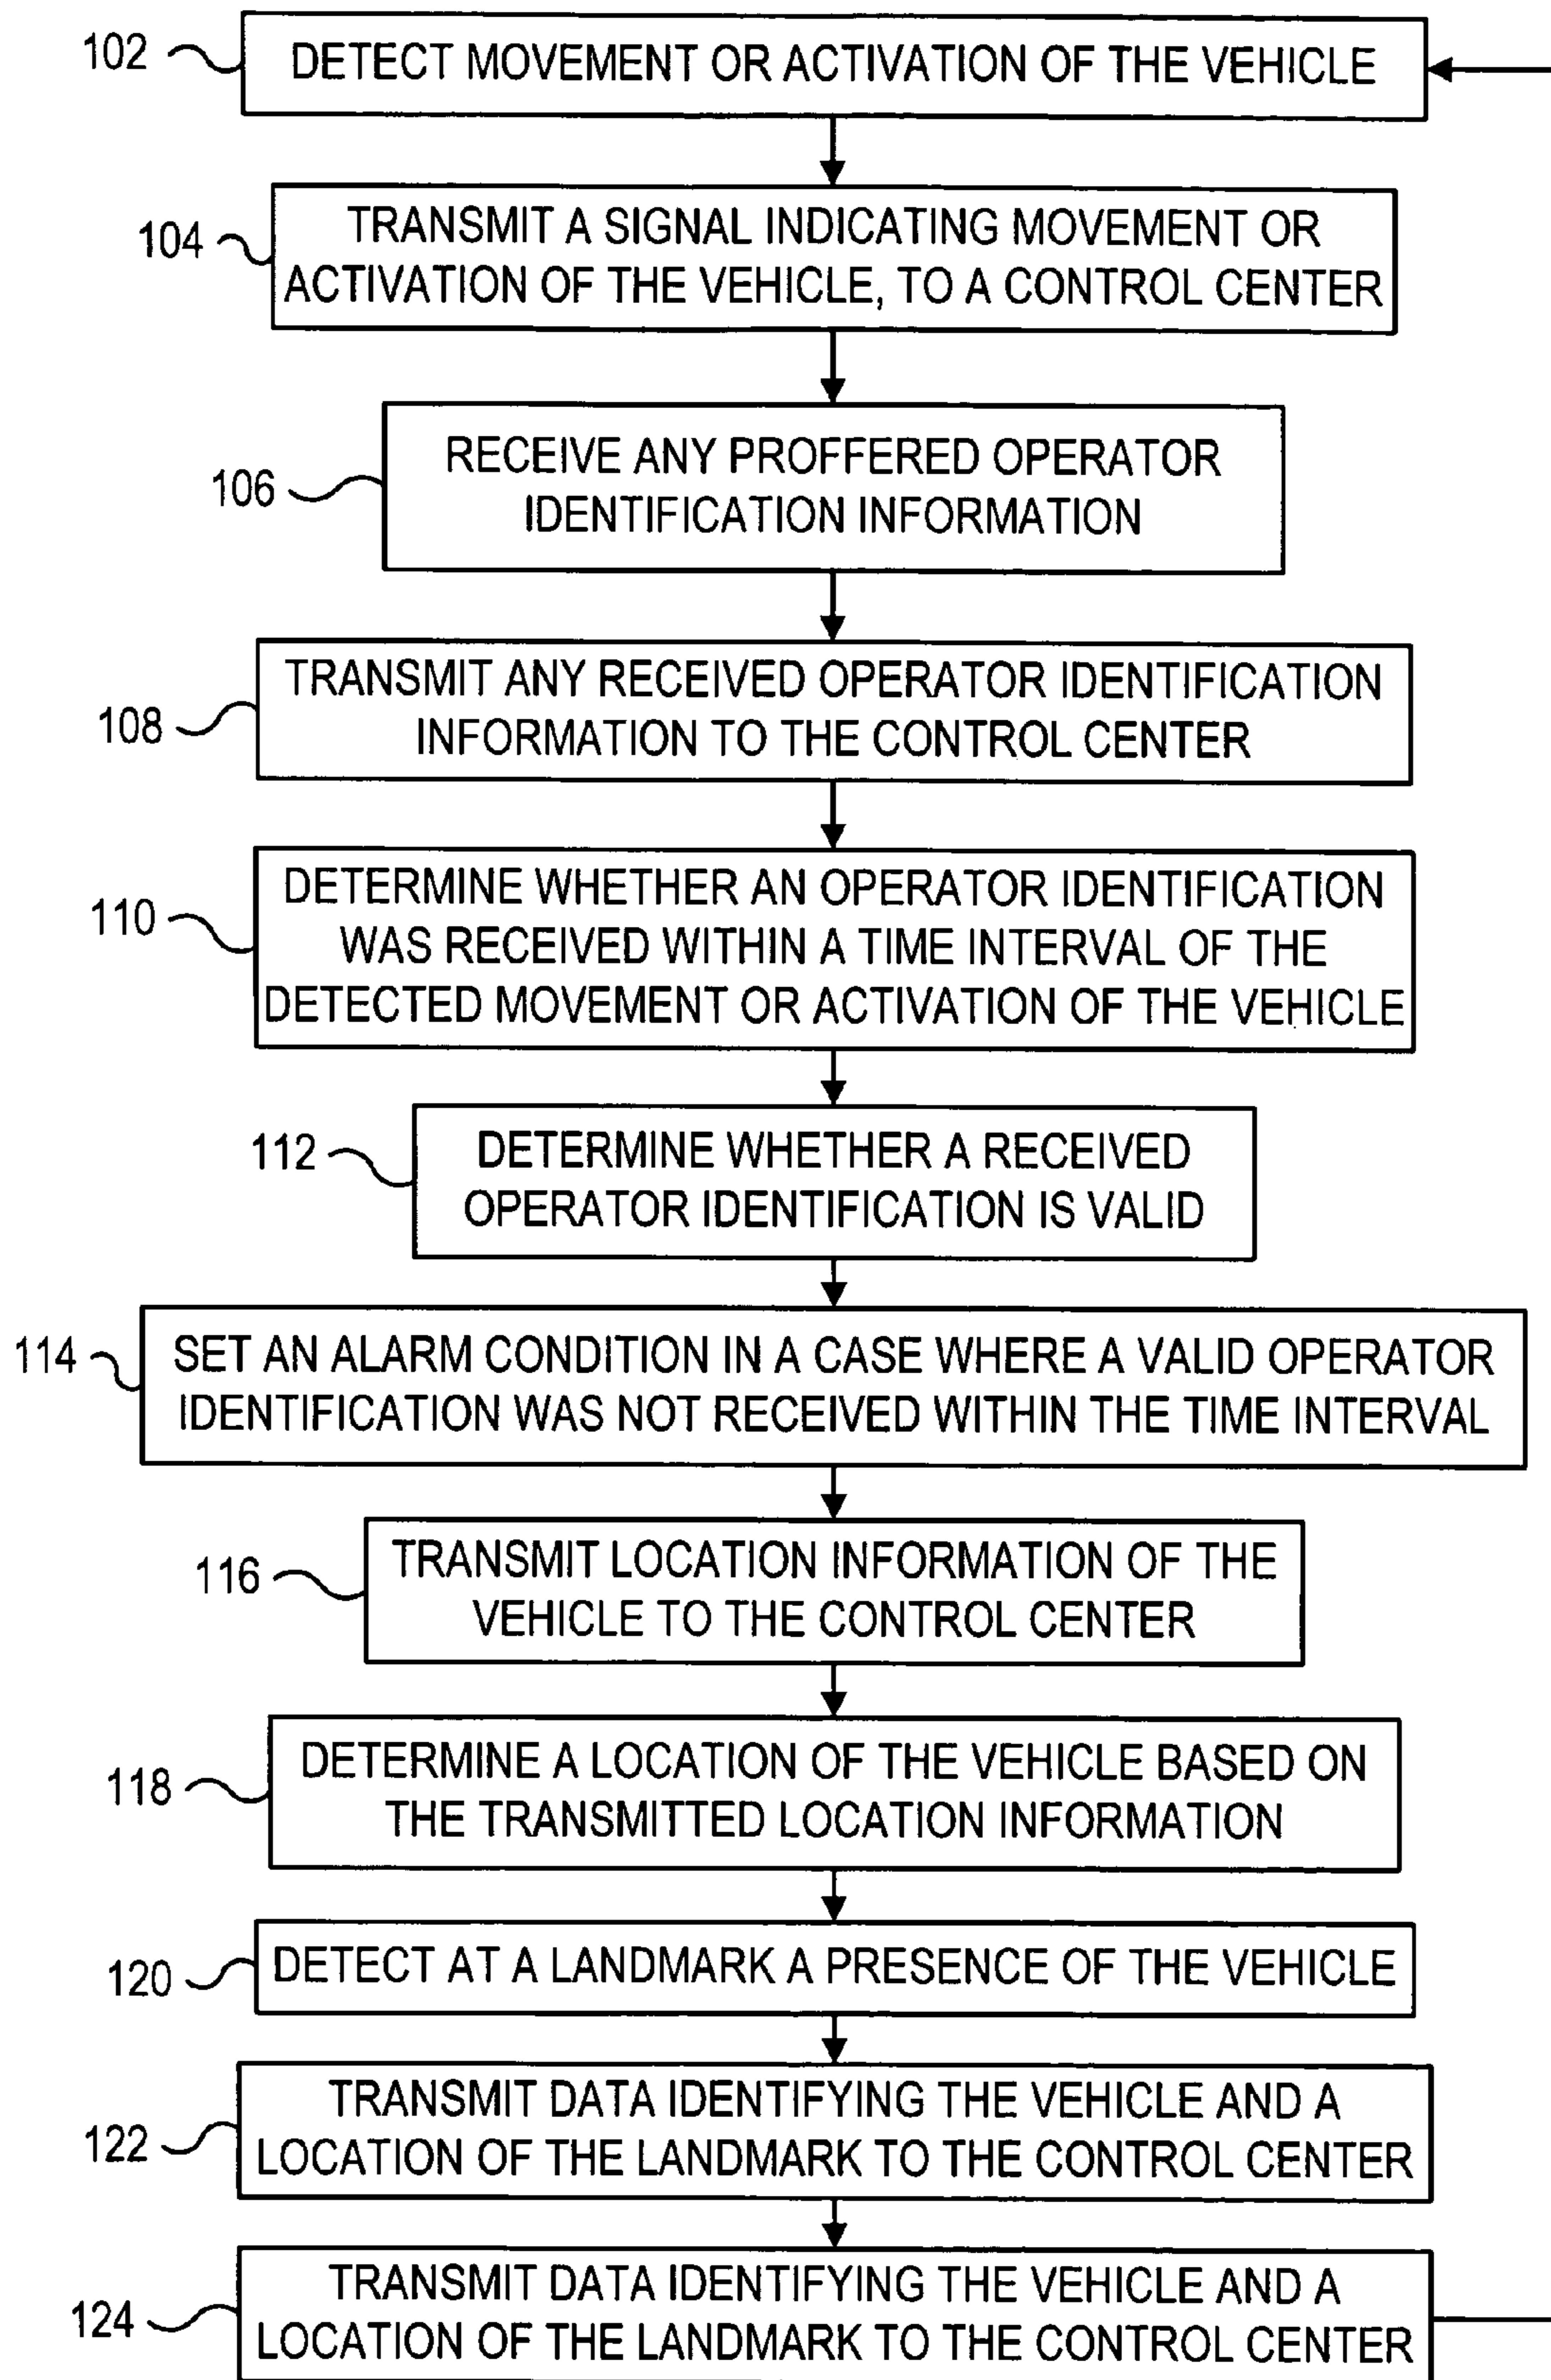 102
DETECT MOVEMENT OR ACTIVATION OF THE VEHICLE
104
TRANSMIT A SIGNAL INDICATING MOVEMENT OR
ACTIVATION OF THE VEHICLE, TO A CONTROL CENTER
106
RECEIVE ANY PROFFERED OPERATOR
IDENTIFICATION INFORMATION
108
TRANSMIT ANY RECEIVED OPERATOR IDENTIFICATION
INFORMATION TO THE CONTROL CENTER
110
DETERMINE WHETHER AN OPERATOR IDENTIFICATION
WAS RECEIVED WITHIN A TIME INTERVAL OF THE
DETECTED MOVEMENT OR ACTIVATION OF THE VEHICLE
112
DETERMINE WHETHER A RECEIVED
OPERATOR IDENTIFICATION IS VALID
114
SET AN ALARM CONDITION IN A CASE WHERE A VALID OPERATOR
IDENTIFICATION WAS NOT RECEIVED WITHIN THE TIME INTERVAL
116
TRANSMIT LOCATION INFORMATION OF THE
VEHICLE TO THE CONTROL CENTER
118
DETERMINE A LOCATION OF THE VEHICLE BASED ON
THE TRANSMITTED LOCATION INFORMATION
120
DETECT AT A LANDMARK A PRESENCE OF THE VEHICLE
122
TRANSMIT DATA IDENTIFYING THE VEHICLE AND A
LOCATION OF THE LANDMARK TO THE CONTROL CENTER
124
TRANSMIT DATA IDENTIFYING THE VEHICLE AND A
LOCATION OF THE LANDMARK TO THE CONTROL CENTER